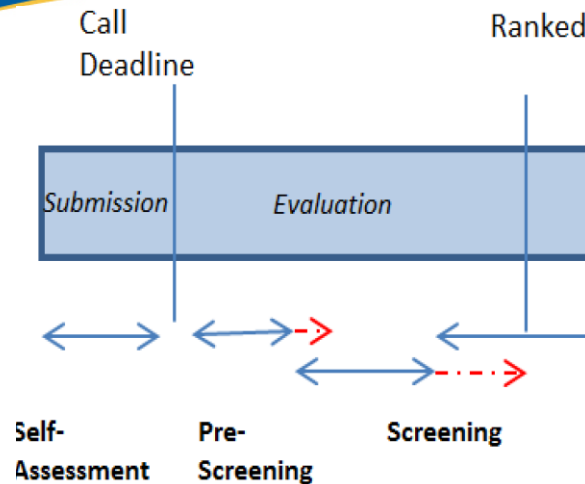 Call
Deadline
Ranked
Submission
Evaluation
Self-
Assessment
Pre-
Screening
Screening